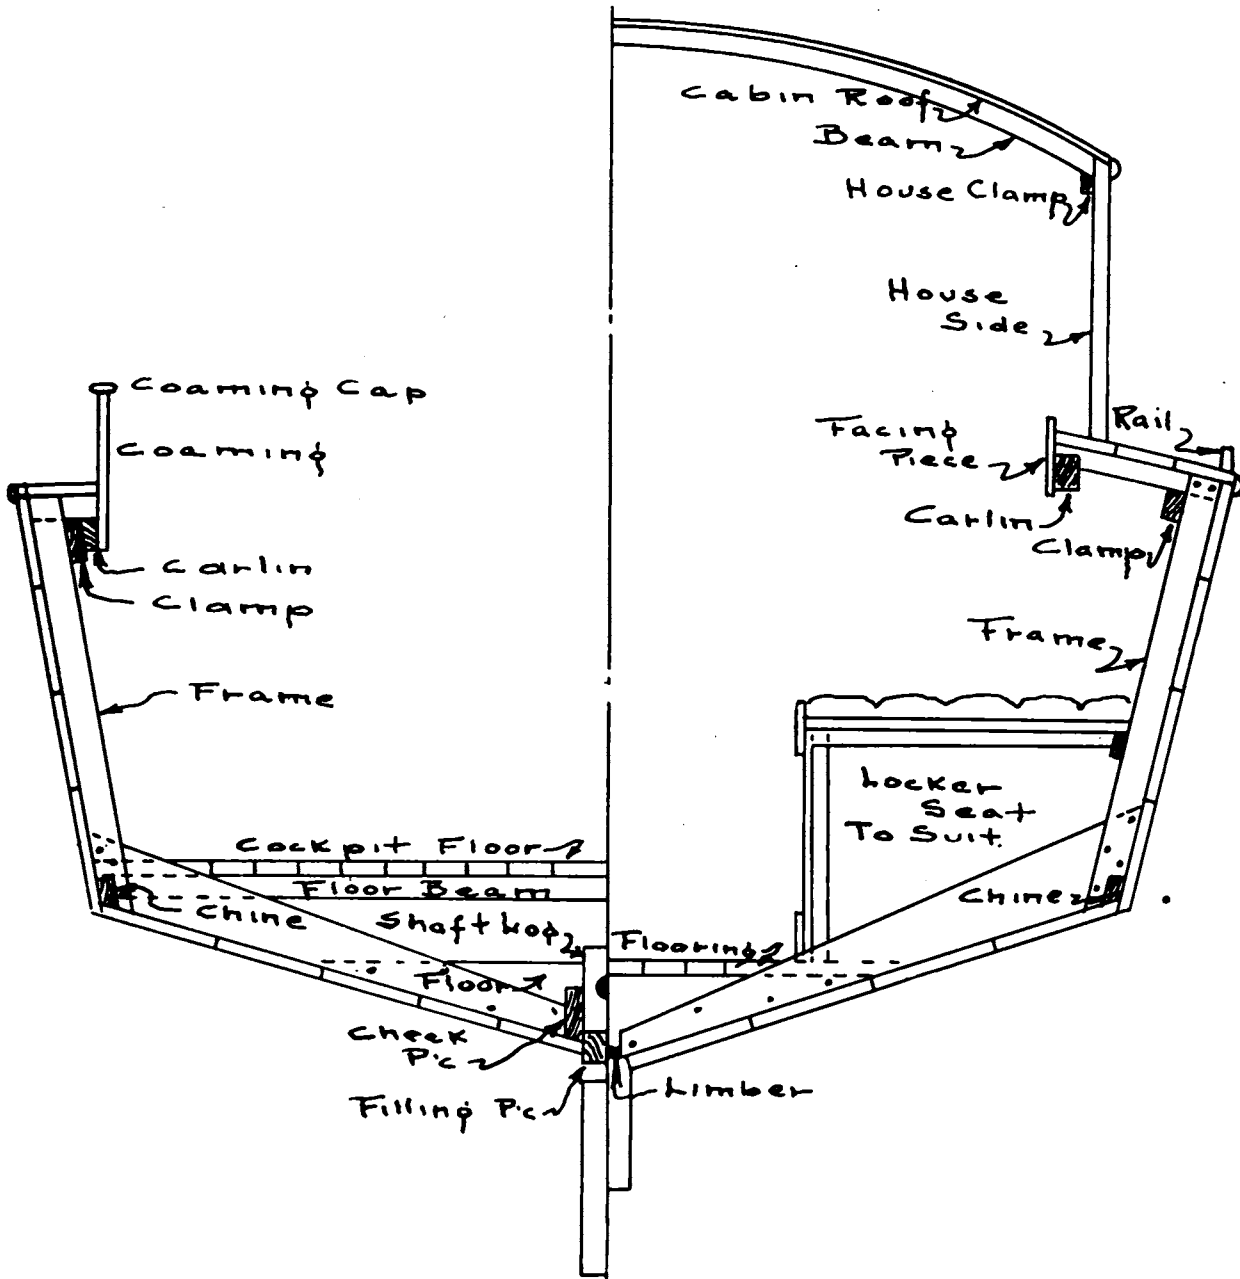 Cabin Roof
Beam
House Clamp
House
Side
Coaming Cap
Coaming
Rail
Facing
Piece
Carlin
Clamp
Carlin
Clamp
Frame
Frame
Locker
Seat
To Suit.
Cockpit Floor
Floor Beam
Chine
Chine
Shaft Log
Flooring
Floor
Cheek
P'c
Filling P'c
Limber